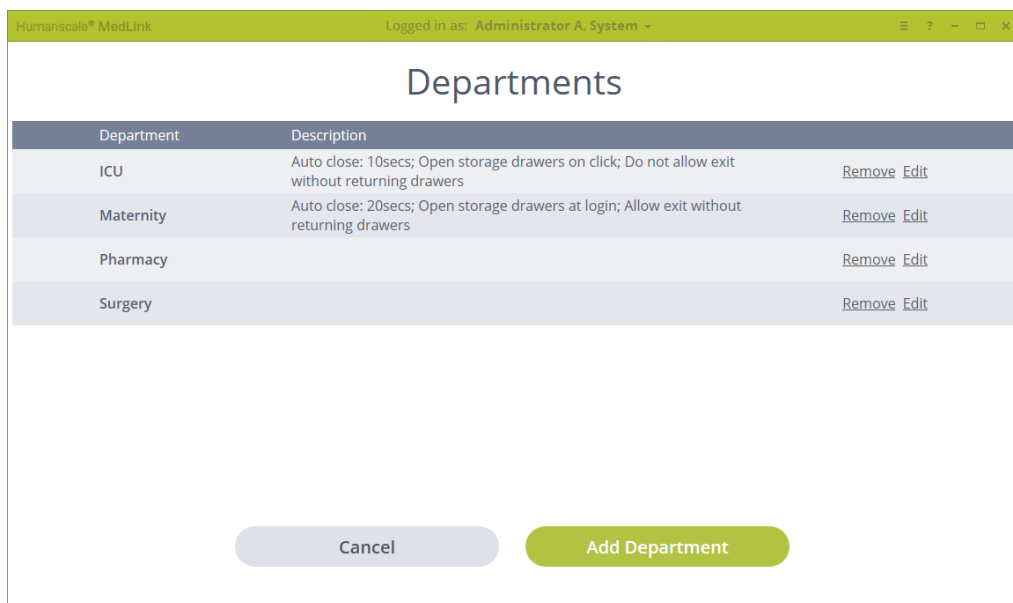 Humanscale® MedLink Logged in as: Administrator A. System
Departments
Department Description
ICU Auto close: 10secs; Open storage drawers on click; Do not allow exit
without returning drawers Remove Edit
Maternity Auto close: 20secs; Open storage drawers at login; Allow exit without
returning drawers Remove Edit
Pharmacy Remove Edit
Surgery Remove Edit
Cancel Add Department